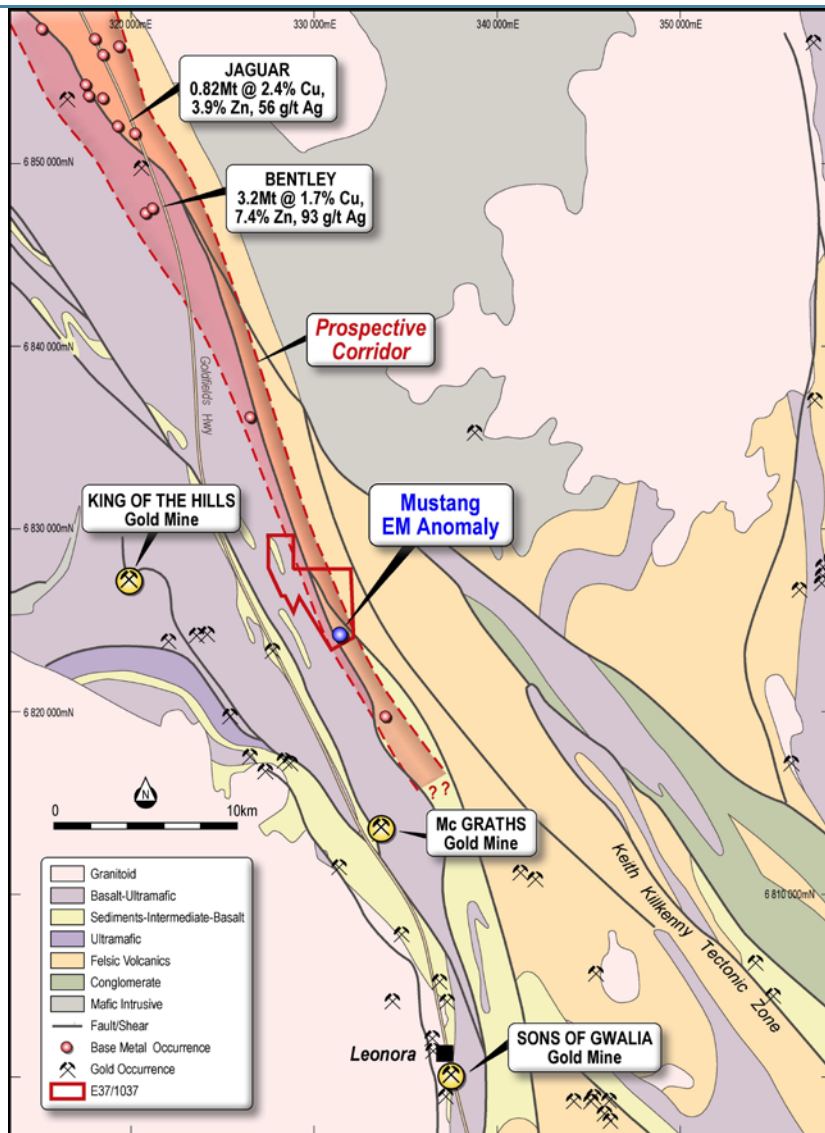 320 000mE
330 000mE
340 000mE
350 000mE
JAGUAR
0.82Mt @ 2.4% Cu,
3.9% Zn, 56 g/t Ag
6 850 000mN
BENTLEY
3.2Mt @ 1.7% Cu,
7.4% Zn, 93 g/t Ag
Prospective
Corridor
6 840 000mN
Goldfields Hwy
KING OF THE HILLS
Gold Mine
Mustang
EM Anomaly
6 830 000mN
6 820 000mN
? ?
N
0 10km
Mc GRATHS
Gold Mine
Granitoid
Basalt-Ultramafic
Sediments-Intermediate-Basalt
Ultramafic
Felsic Volcanics
Conglomerate
Mafic Intrusive
Fault/Shear
Base Metal Occurrence
Gold Occurrence
E37/1037
6 810 000mN
Keith Kilkenny Tectonic Zone
Leonora
SONS OF GWALIA
Gold Mine